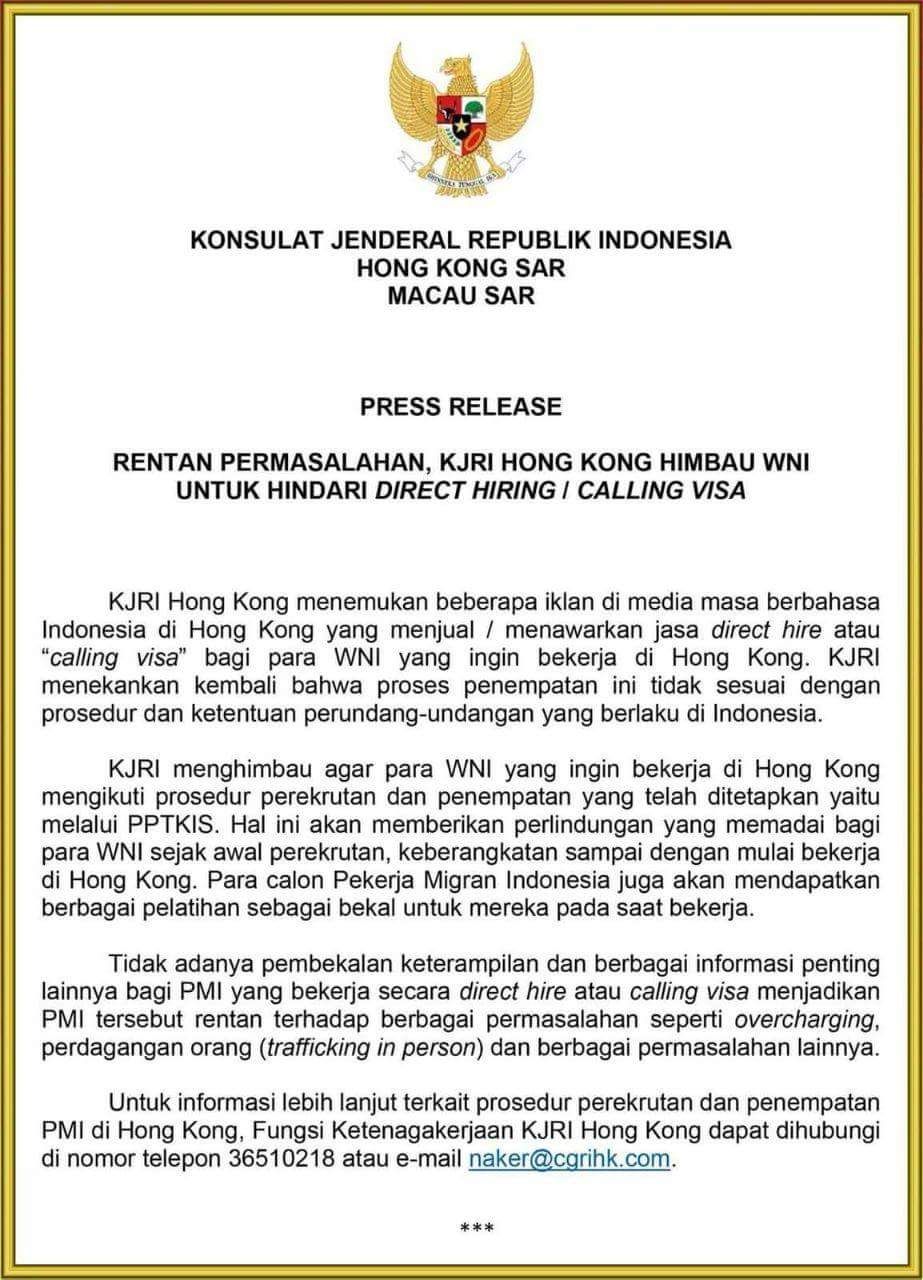 BHINNEKA TUNGGAL IKA
KONSULAT JENDERAL REPUBLIK INDONESIA
HONG KONG SAR
MACAU SAR
PRESS RELEASE
RENTAN PERMASALAHAN, KJRI HONG KONG HIMBAU WNI
UNTUK HINDARI DIRECT HIRING / CALLING VISA
KJRI Hong Kong menemukan beberapa iklan di media masa berbahasa
Indonesia di Hong Kong yang menjual / menawarkan jasa direct hire atau
“calling visa” bagi para WNI yang ingin bekerja di Hong Kong. KJRI
menekankan kembali bahwa proses penempatan ini tidak sesuai dengan
prosedur dan ketentuan perundang-undangan yang berlaku di Indonesia.
KJRI menghimbau agar para WNI yang ingin bekerja di Hong Kong
mengikuti prosedur perekrutan dan penempatan yang telah ditetapkan yaitu
melalui PPTKIS. Hal ini akan memberikan perlindungan yang memadai bagi
para WNI sejak awal perekrutan, keberangkatan sampai dengan mulai bekerja
di Hong Kong. Para calon Pekerja Migran Indonesia juga akan mendapatkan
berbagai pelatihan sebagai bekal untuk mereka pada saat bekerja.
Tidak adanya pembekalan keterampilan dan berbagai informasi penting
lainnya bagi PMI yang bekerja secara direct hire atau calling visa menjadikan
PMI tersebut rentan terhadap berbagai permasalahan seperti overcharging,
perdagangan orang (trafficking in person) dan berbagai permasalahan lainnya.
Untuk informasi lebih lanjut terkait prosedur perekrutan dan penempatan
PMI di Hong Kong, Fungsi Ketenagakerjaan KJRI Hong Kong dapat dihubungi
di nomor telepon 36510218 atau e-mail naker@cgrihk.com.
***